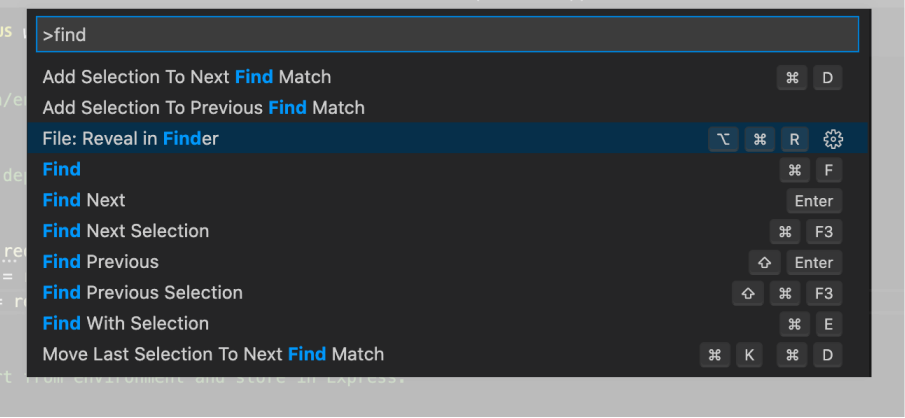 >find
Add Selection To Next Find Match ⌘ D
Add Selection To Previous Find Match
File: Reveal in Finder ⌥ ⌘ R
Find ⌘ F
Find Next Enter
Find Next Selection ⌘ F3
Find Previous ⇧ Enter
Find Previous Selection ⇧ ⌘ F3
Find With Selection ⌘ E
Move Last Selection To Next Find Match ⌘ K ⌘ D
from environment and store in Express.